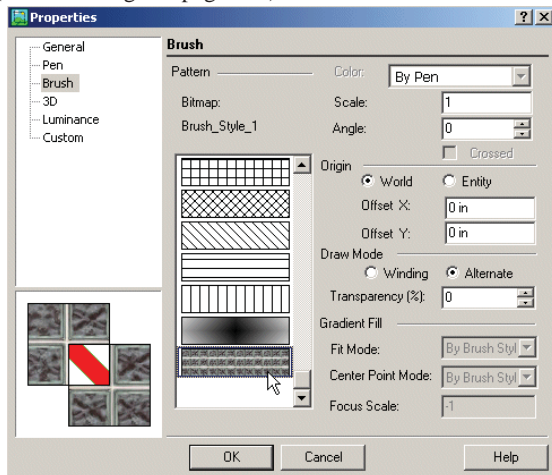 Properties
General
Pen
Brush
3D
Luminance
Custom
Brush
Pattern
Bitmap:
Brush_Style_1
Color: By Pen
Scale: 1
Angle: 0
Crossed
Origin
World Entity
Offset X: 0 in
Offset Y: 0 in
Draw Mode
Winding Alternate
Transparency (%): 0
Gradient Fill
Fit Mode: By Brush Styl
Center Point Mode: By Brush Styl
Focus Scale: -1
OK Cancel Help